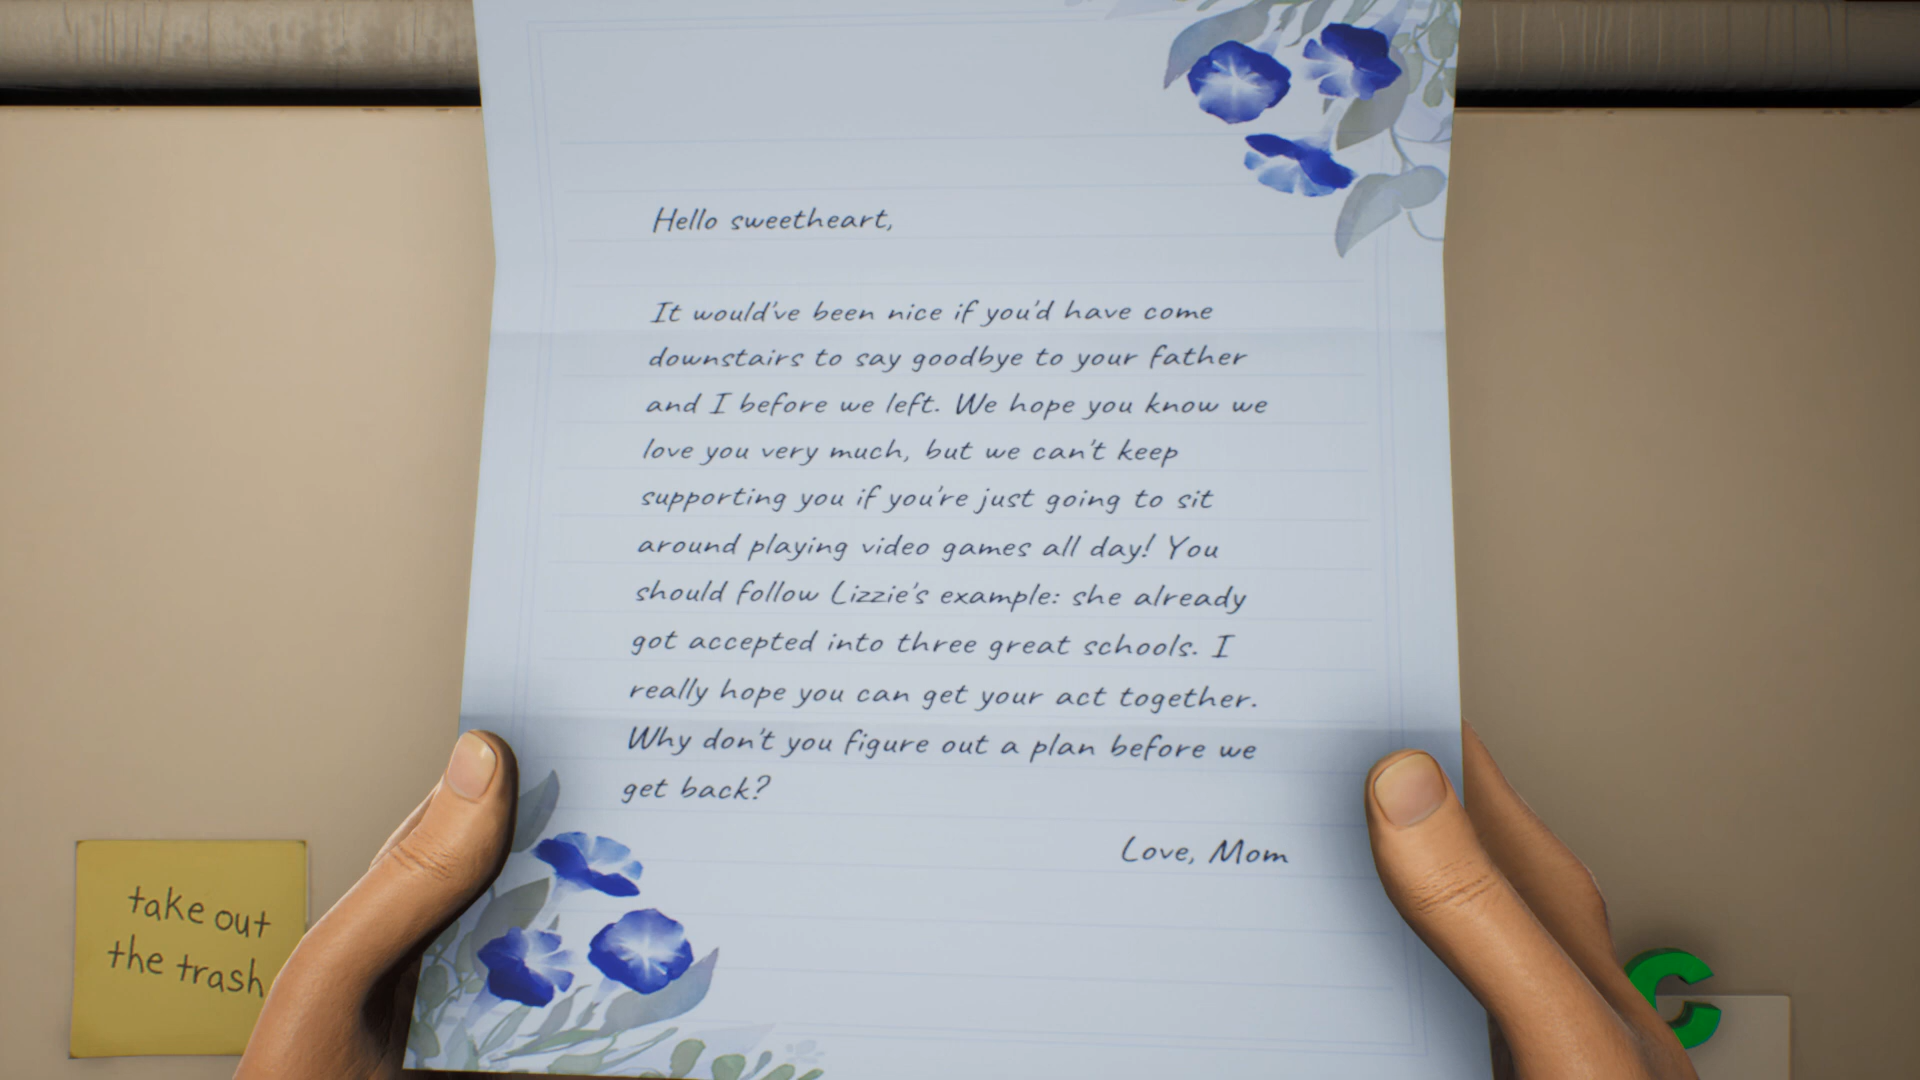 Hello sweetheart,
It would've been nice if you'd have come
downstairs to say goodbye to your father
and I before we left. We hope you know we
love you very much, but we can't keep
supporting you if you're just going to sit
around playing video games all day! You
should follow Lizzie's example: she already
got accepted into three great schools. I
really hope you can get your act together.
Why don't you figure out a plan before we
get back?
Love, Mom
take out
the trash
C